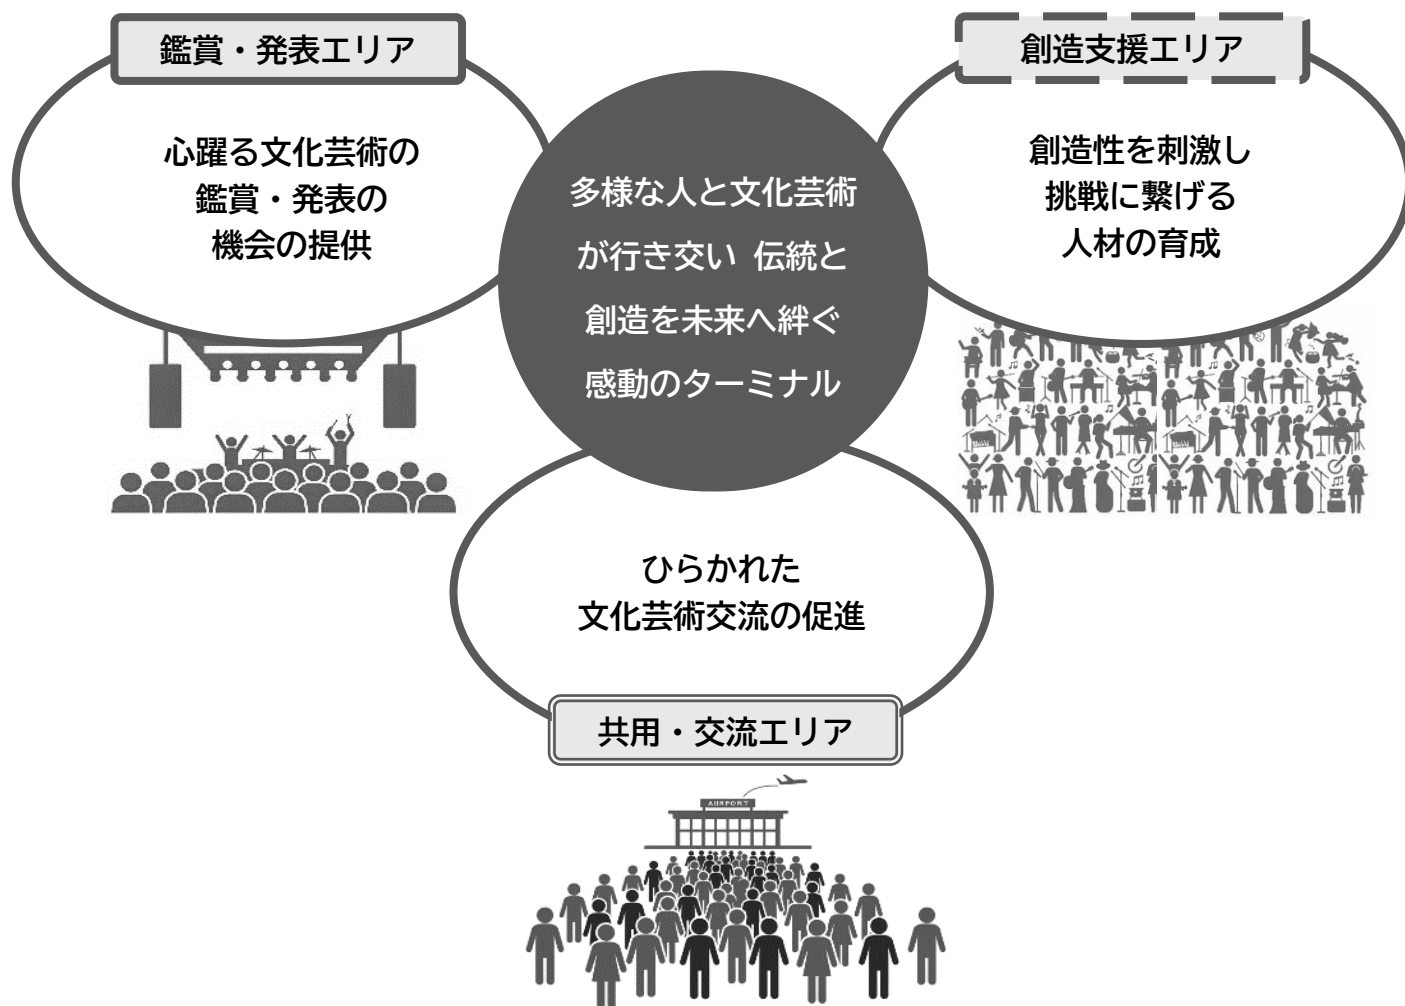 鑑賞・発表エリア
心躍る文化芸術の
鑑賞・発表の
機会の提供
多様な人と文化芸術
が行き交い 伝統と
創造を未来へ絆ぐ
感動のターミナル
創造支援エリア
創造性を刺激し
挑戦に繋げる
人材の育成
ひらかれた
文化芸術交流の促進
共用・交流エリア
AIRPORT